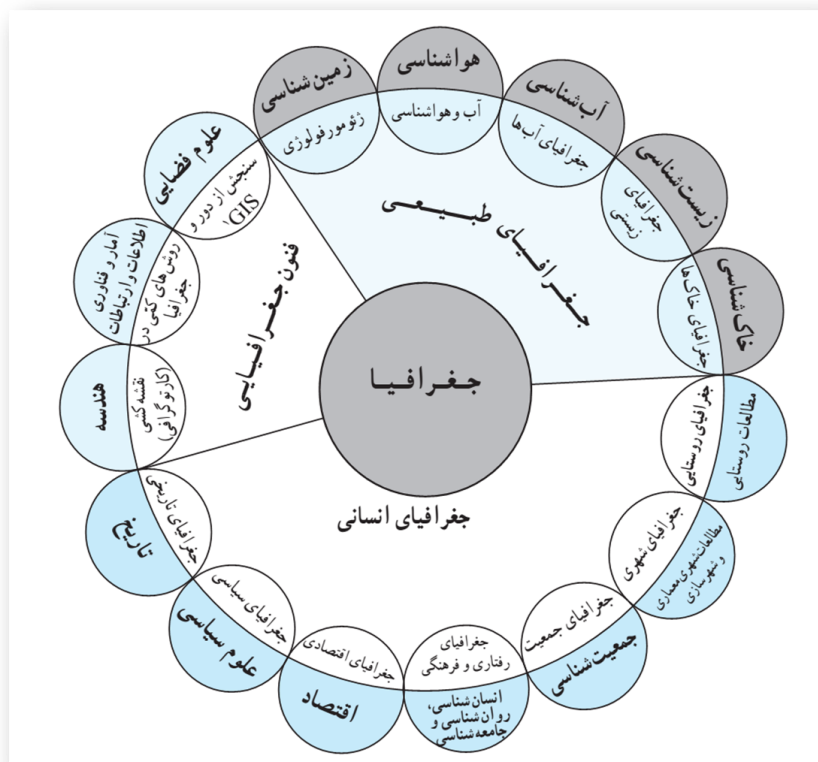 هواشناسی
آب و هواشناسی
آب‌شناسی
جغرافیای آب‌ها
زیست‌شناسی
جغرافیای
زیستی
خاک‌شناسی
جغرافیای خاک‌ها
زمین‌شناسی
ژئومورفولوژی
جغرافیای طبیعی
علوم فضایی
سنجش از دور و
GIS۱
آمار و فناوری
اطلاعات و ارتباطات
روش‌های کمّی در
جغرافیا
هندسه
نقشه کشی
(کارتوگرافی)
فنون جغرافیایی
جغرافیا
جغرافیای انسانی
مطالعات روستایی
جغرافیای روستایی
مطالعات شهری معماری
و شهرسازی
جغرافیای شهری
جمعیت‌شناسی
جغرافیای جمعیت
جغرافیای
رفتاری و فرهنگی
انسان‌شناسی،
روان‌شناسی و
جامعه‌شناسی
جغرافیای اقتصادی
اقتصاد
جغرافیای سیاسی
علوم سیاسی
جغرافیای تاریخی
تاریخ